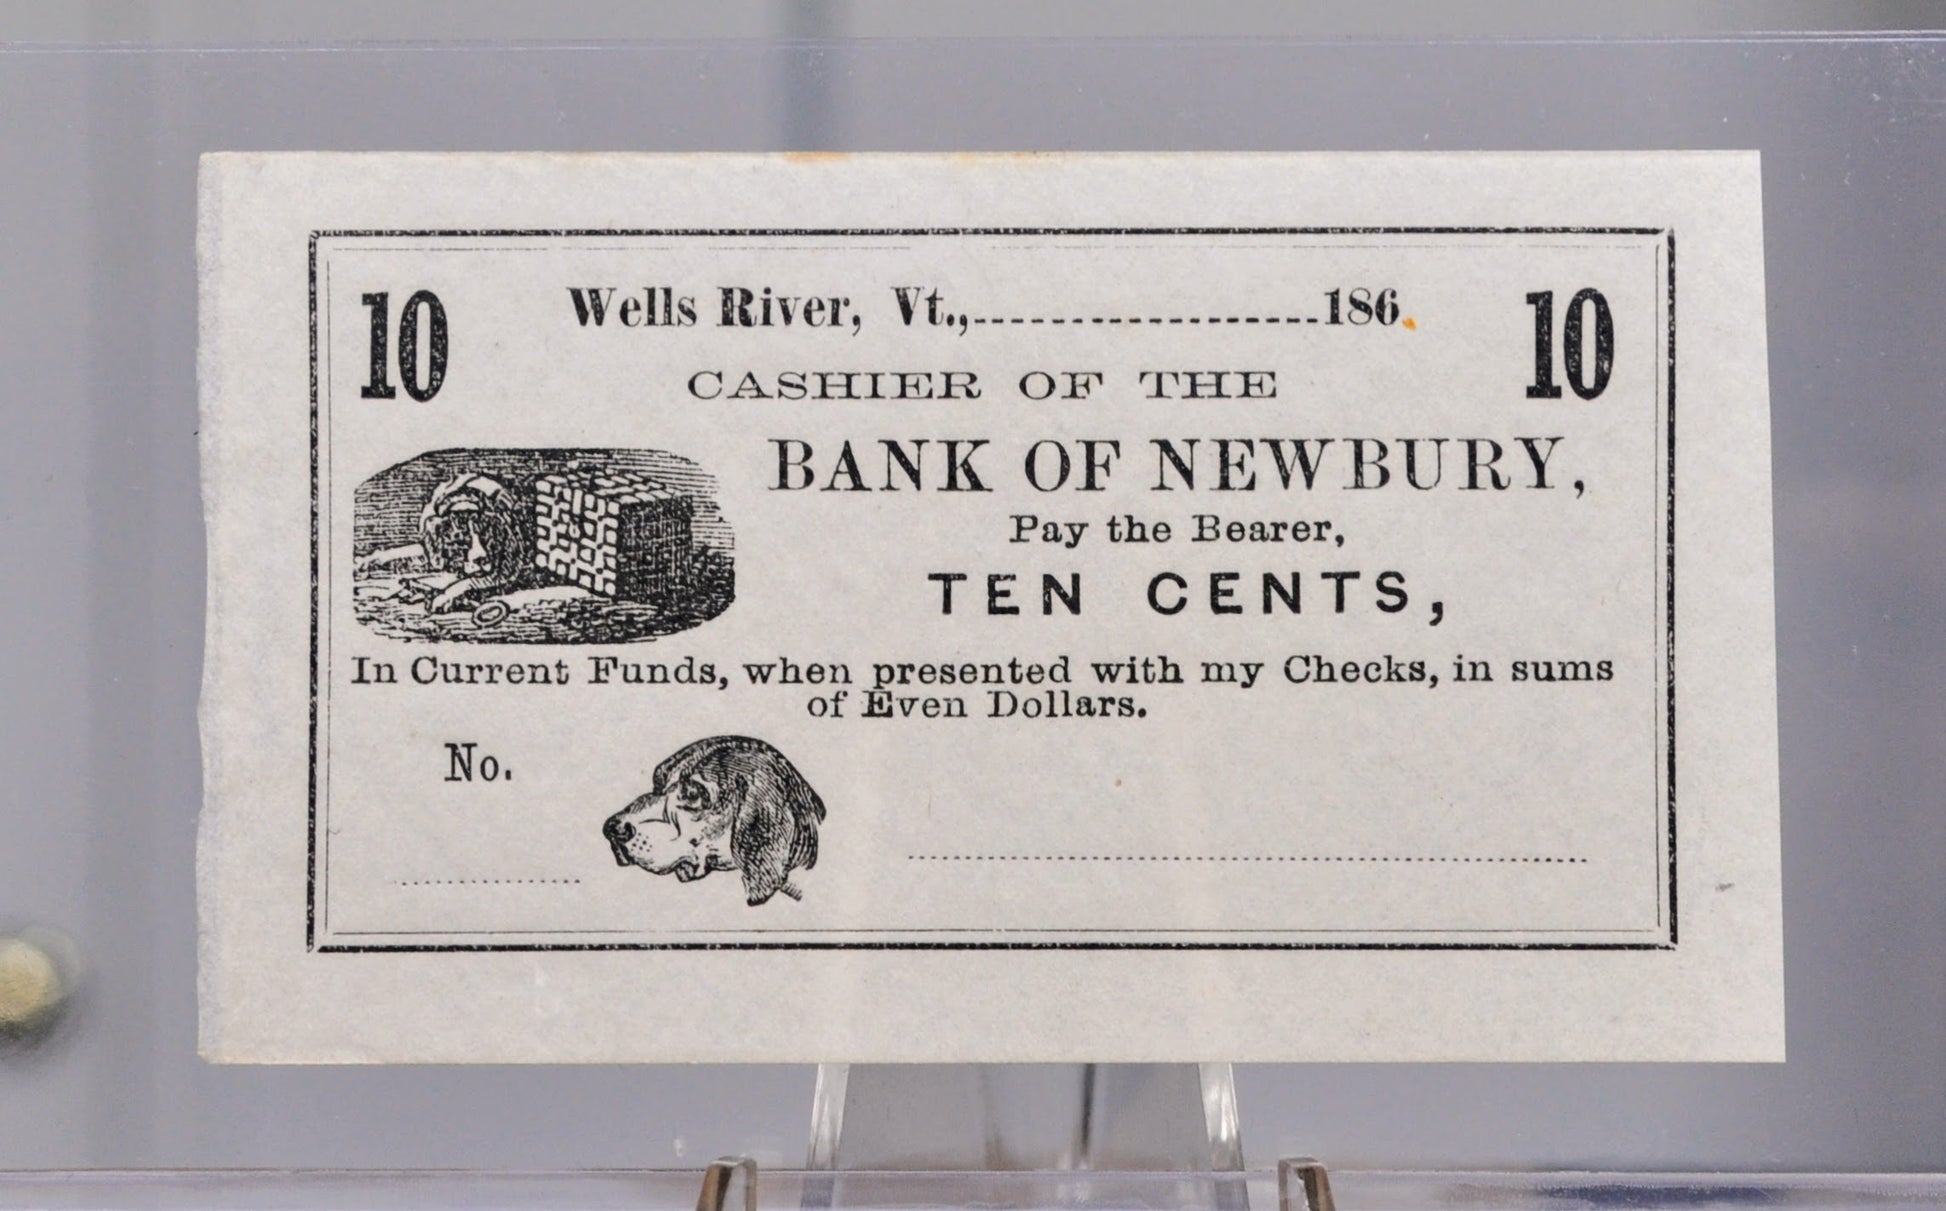 10 Wells River, Vt.,------------------186 10
CASHIER OF THE
BANK OF NEWBURY,
Pay the Bearer,
TEN CENTS,
In Current Funds, when presented with my Checks, in sums
of Even Dollars.
No.